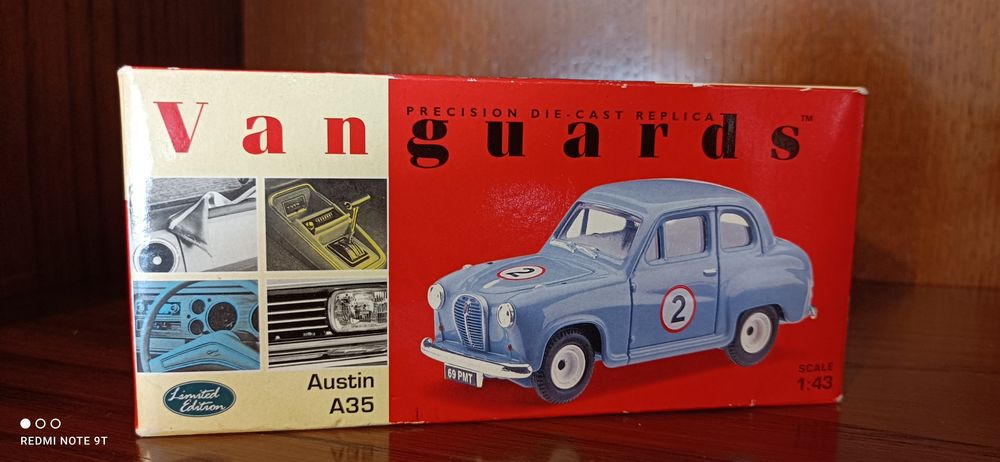 Vanguards™
PRECISION DIE-CAST REPLICA
2
2
69 PMT
Limited
Edition
Austin
A35
SCALE
1:43
REDMI NOTE 9T